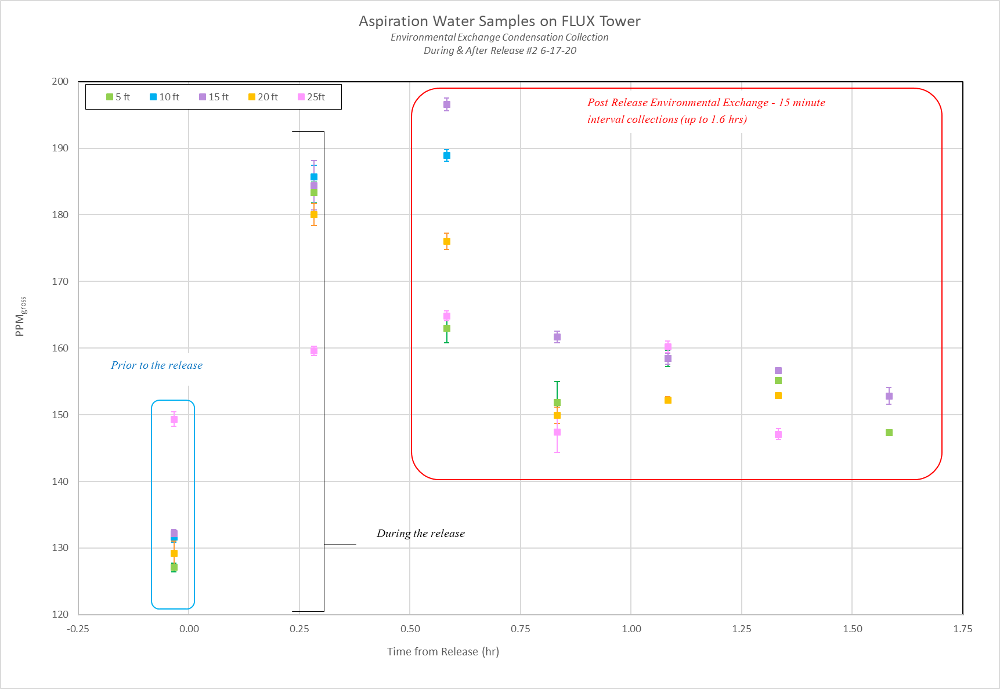 Aspiration Water Samples on FLUX Tower
Environmental Exchange Condensation Collection
During & After Release #2 6-17-20
200
5 ft 10 ft 15 ft 20 ft 25ft
Post Release Environmental Exchange - 15 minute
interval collections (up to 1.6 hrs)
190
180
170
PPMgross
160
Prior to the release
150
140
During the release
130
120
-0.25 0.00 0.25 0.50 0.75 1.00 1.25 1.50 1.75
Time from Release (hr)